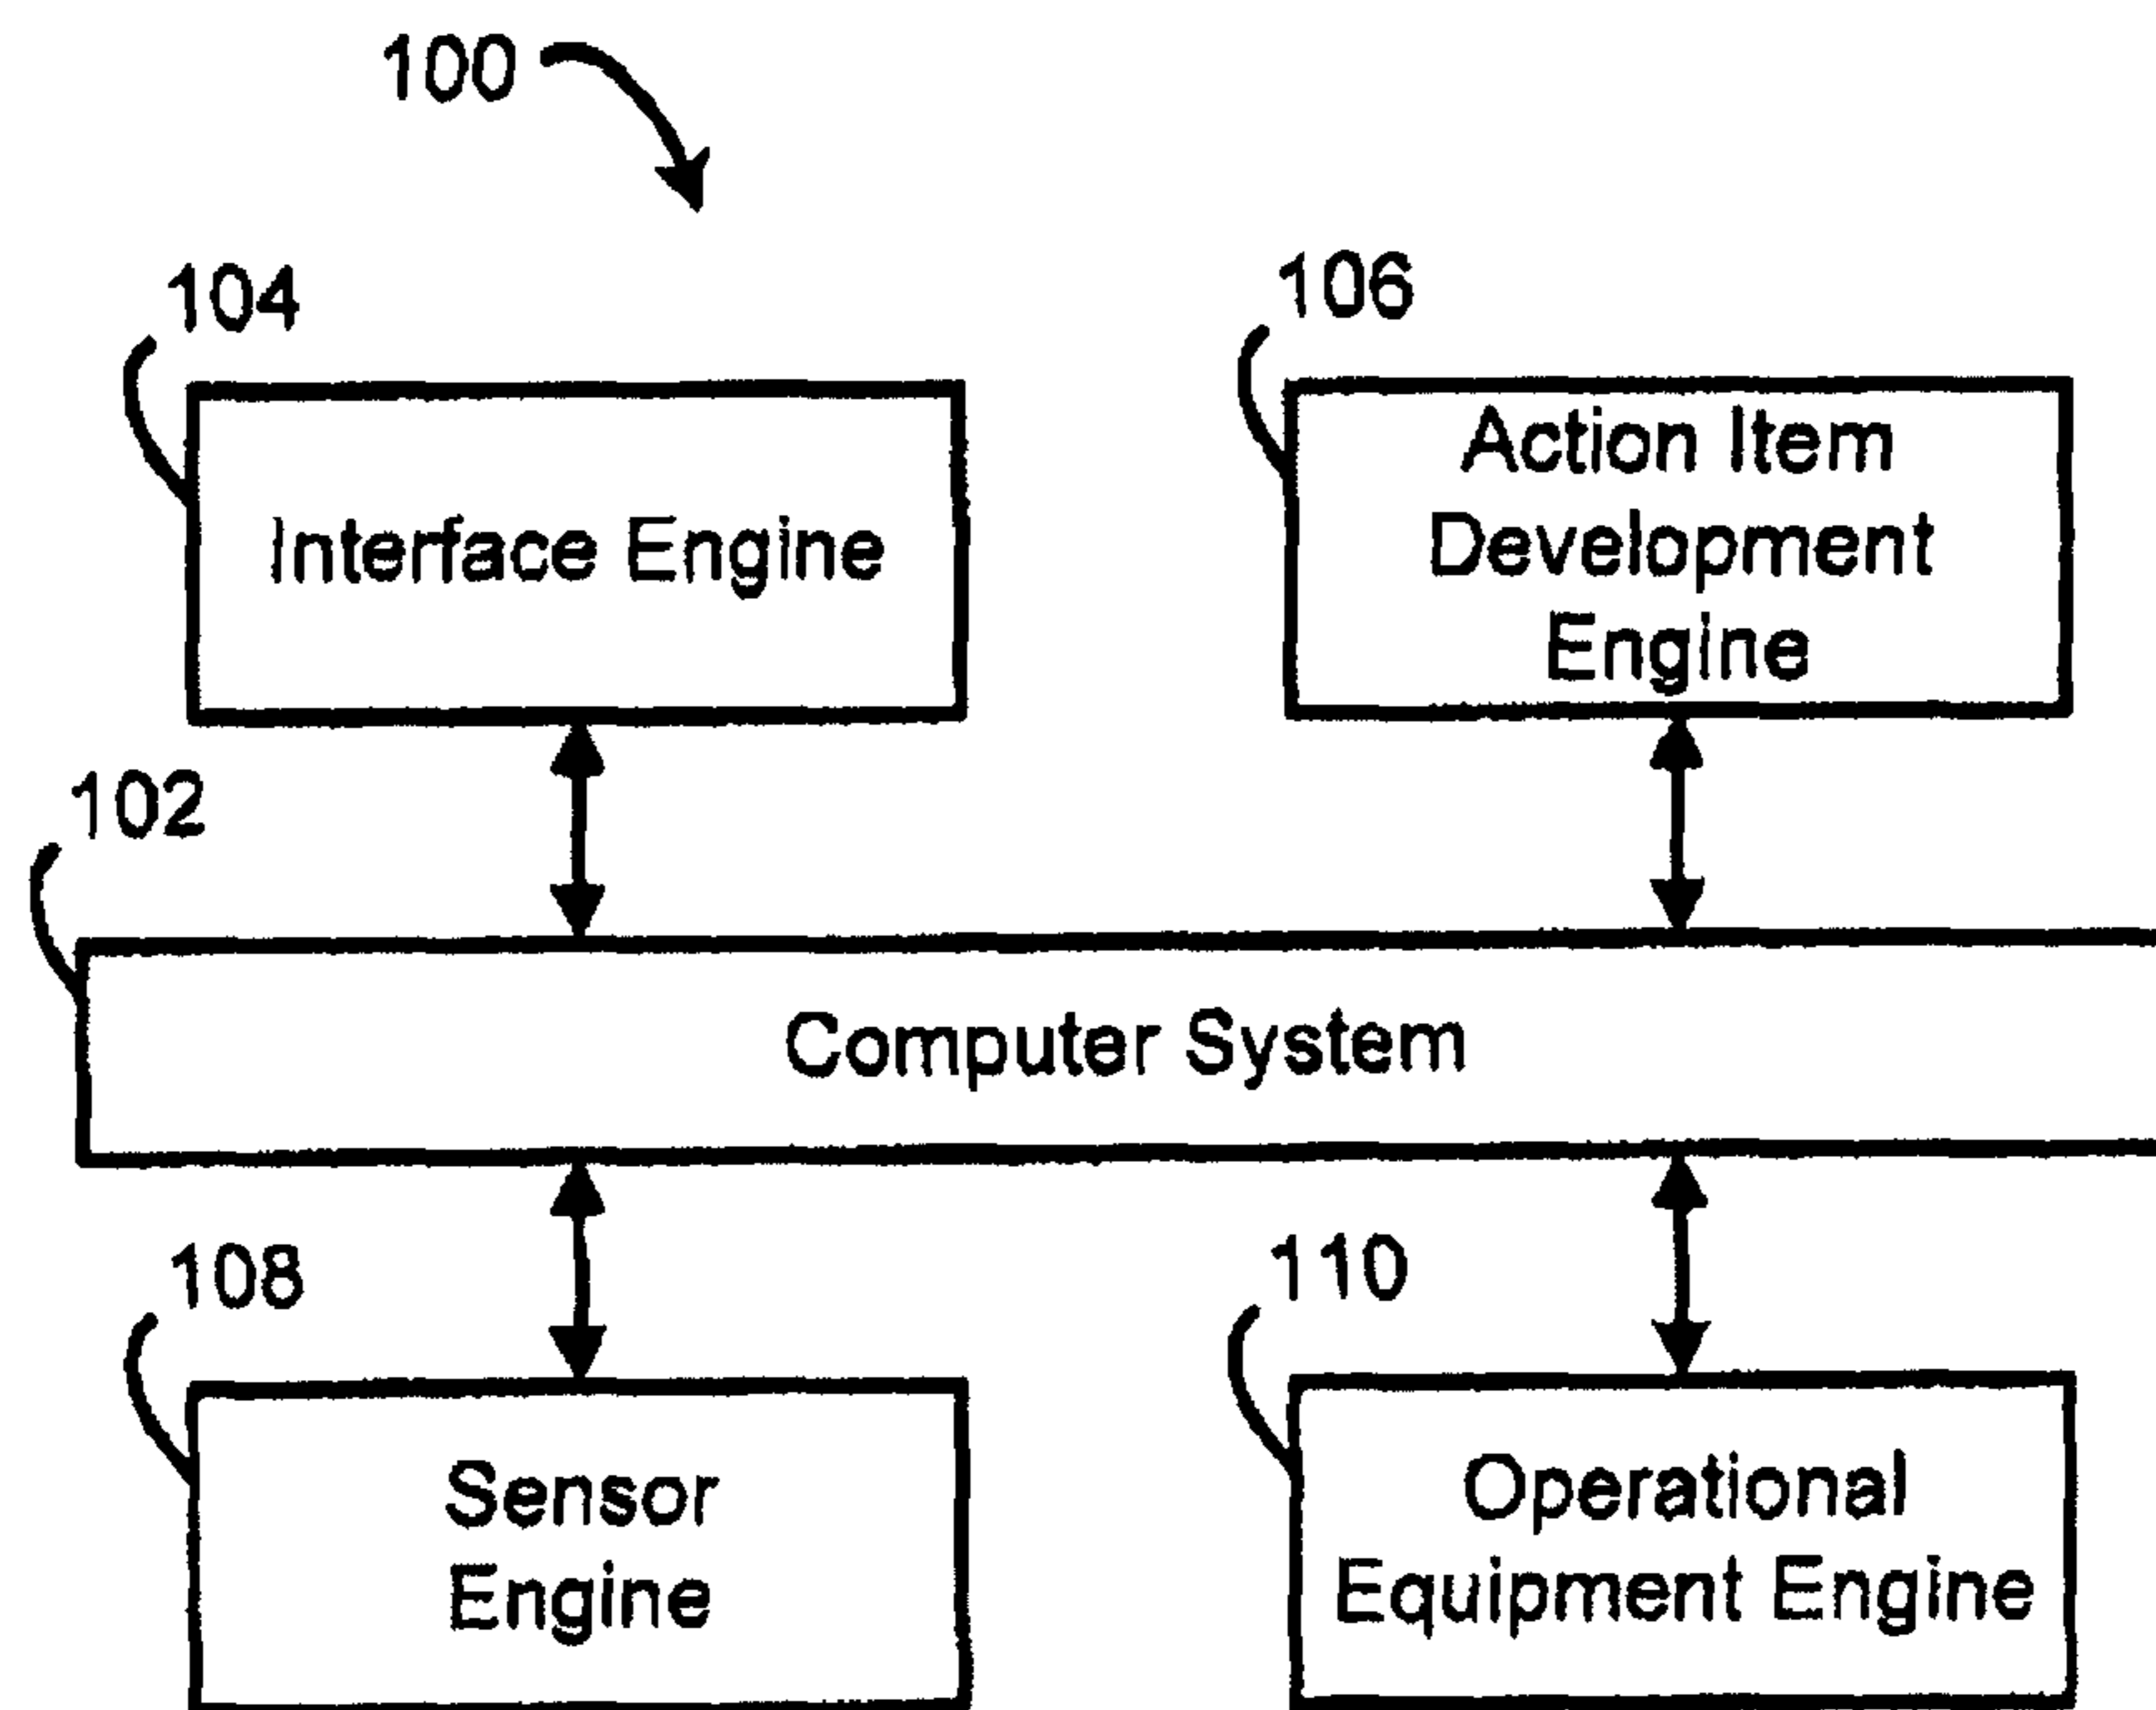 100
104
106
Interface Engine
Action Item
Development
Engine
102
Computer System
108
110
Sensor
Engine
Operational
Equipment Engine